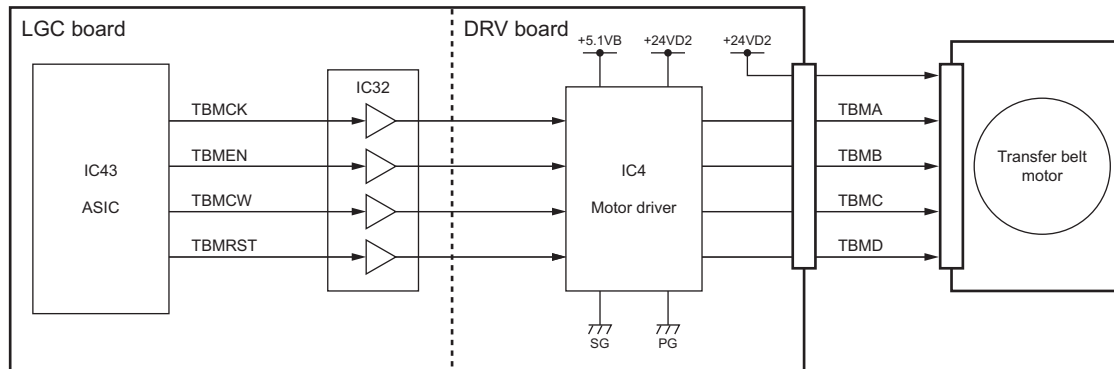 LGC board
DRV board
+5.1VB
+24VD2
+24VD2
IC32
TBMCK
TBMA
TBMEN
TBMB
IC43
ASIC
IC4
Motor driver
Transfer belt
motor
TBMCW
TBMC
TBMRST
TBMD
SG
PG